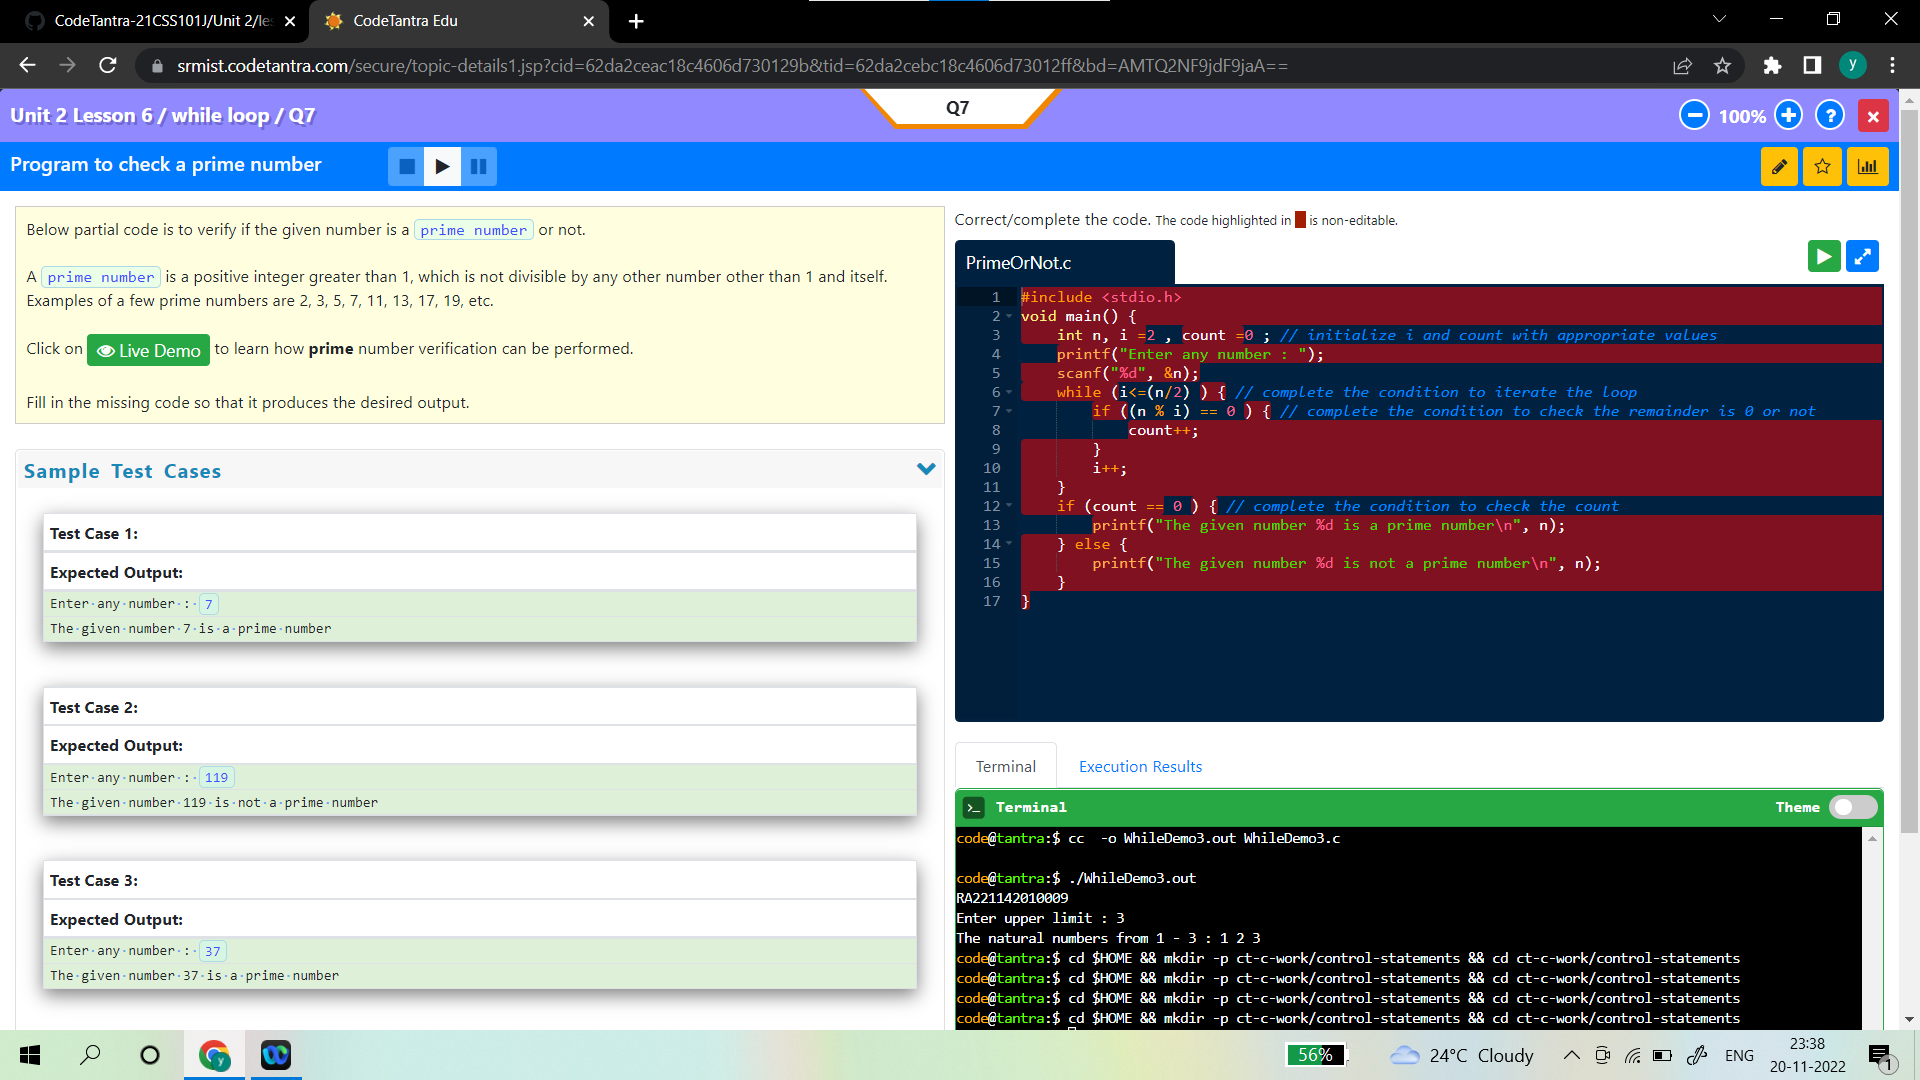 CodeTantra-21CSS101J/Unit 2/les
CodeTantra Edu
srmist.codetantra.com/secure/topic-details1.jsp?cid=62da2ceac18c4606d730129b&tid=62da2cebc18c4606d73012ff&bd=AMTQ2NF9jdF9jaA==
y
Unit 2 Lesson 6 / while loop / Q7
Q7
100%
?
Program to check a prime number
Below partial code is to verify if the given number is a prime number or not.
A prime number is a positive integer greater than 1, which is not divisible by any other number other than 1 and itself.
Examples of a few prime numbers are 2, 3, 5, 7, 11, 13, 17, 19, etc.
Click on Live Demo to learn how prime number verification can be performed.
Fill in the missing code so that it produces the desired output.
Sample Test Cases
Test Case 1:
Expected Output:
Enter·any·number·:·7
The·given·number·7·is·a·prime·number
Test Case 2:
Expected Output:
Enter·any·number·:·119
The·given·number·119·is·not·a·prime·number
Test Case 3:
Expected Output:
Enter·any·number·:·37
The·given·number·37·is·a·prime·number
Correct/complete the code. The code highlighted in is non-editable.
PrimeOrNot.c
1 #include <stdio.h>
2 void main() {
3 int n, i =2 , count =0 ; // initialize i and count with appropriate values
4 printf("Enter any number : ");
5 scanf("%d", &n);
6 while (i<=(n/2) ) { // complete the condition to iterate the loop
7 if ((n % i) == 0 ) { // complete the condition to check the remainder is 0 or not
8 count++;
9 }
10 i++;
11 }
12 if (count == 0 ) { // complete the condition to check the count
13 printf("The given number %d is a prime number\n", n);
14 } else {
15 printf("The given number %d is not a prime number\n", n);
16 }
17 }
Terminal
Execution Results
Terminal
Theme
code@tantra:$ cc  -o WhileDemo3.out WhileDemo3.c
code@tantra:$ ./WhileDemo3.out
RA221142010009
Enter upper limit : 3
The natural numbers from 1 - 3 : 1 2 3
code@tantra:$ cd $HOME && mkdir -p ct-c-work/control-statements && cd ct-c-work/control-statements
code@tantra:$ cd $HOME && mkdir -p ct-c-work/control-statements && cd ct-c-work/control-statements
code@tantra:$ cd $HOME && mkdir -p ct-c-work/control-statements && cd ct-c-work/control-statements
code@tantra:$ cd $HOME && mkdir -p ct-c-work/control-statements && cd ct-c-work/control-statements
56%
24°C Cloudy
ENG
23:38
20-11-2022
1